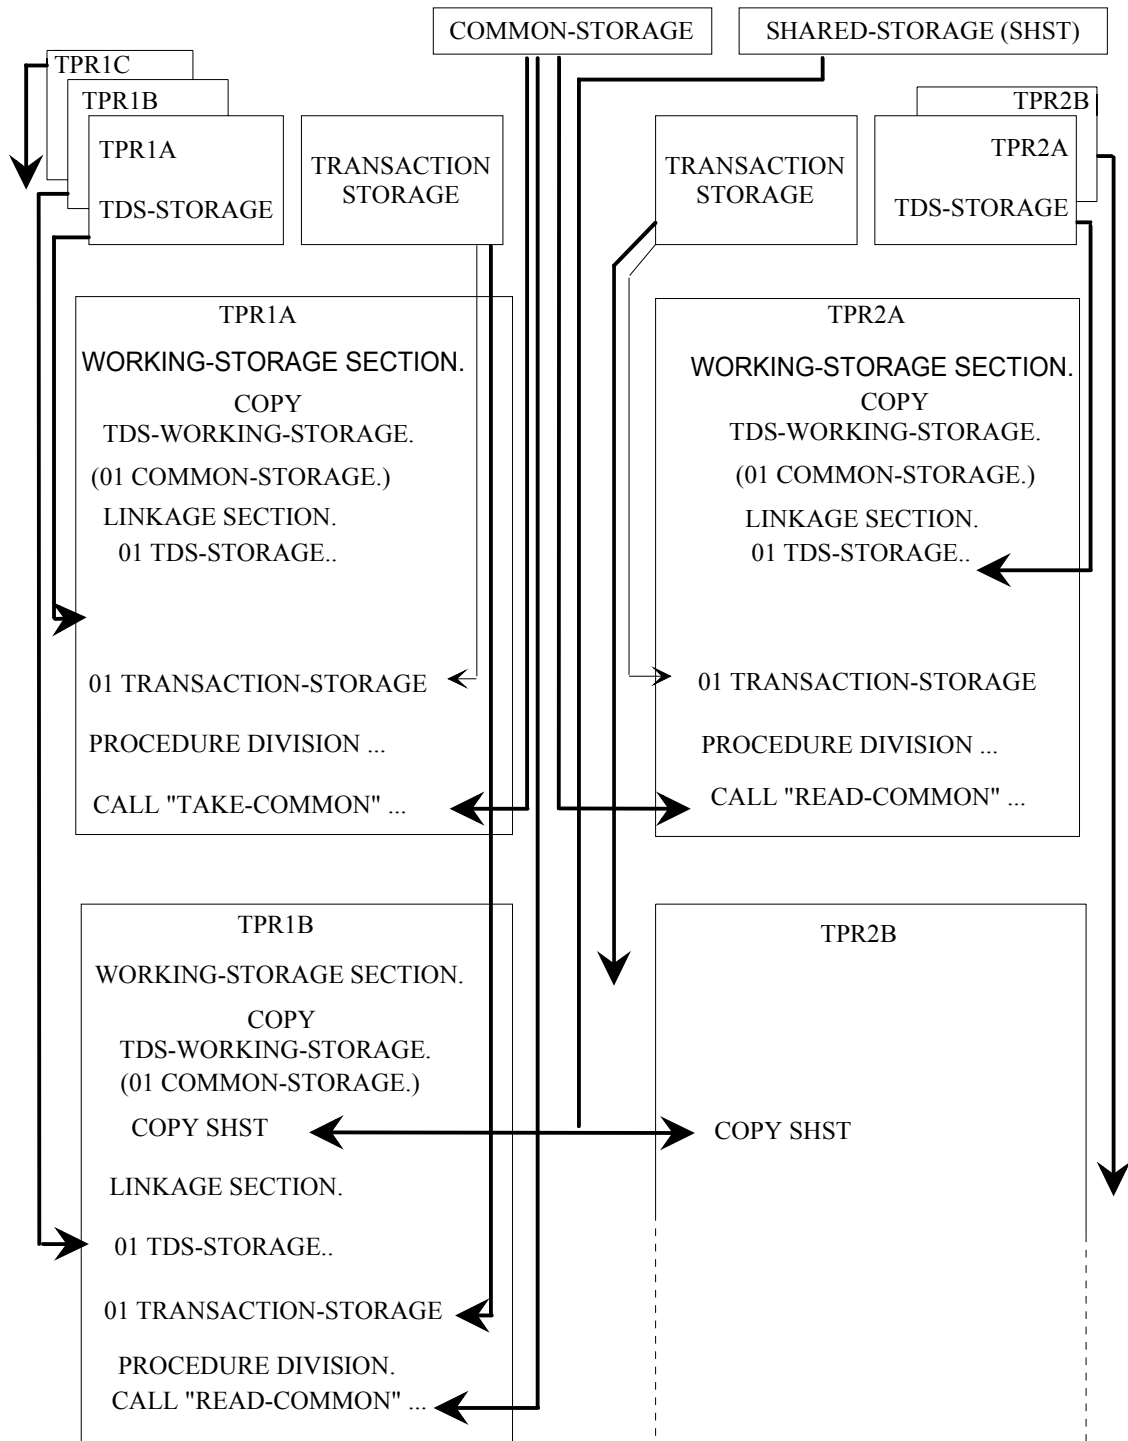 COMMON-STORAGE
SHARED-STORAGE (SHST)
TPR1C
TPR1B
TPR1A
TDS-STORAGE
TRANSACTION
STORAGE
TRANSACTION
STORAGE
TPR2B
TPR2A
TDS-STORAGE
TPR1A
WORKING-STORAGE SECTION.
COPY
TDS-WORKING-STORAGE.
(01 COMMON-STORAGE.)
LINKAGE SECTION.
01 TDS-STORAGE..
01 TRANSACTION-STORAGE
PROCEDURE DIVISION ...
CALL "TAKE-COMMON" ...
TPR2A
WORKING-STORAGE SECTION.
COPY
TDS-WORKING-STORAGE.
(01 COMMON-STORAGE.)
LINKAGE SECTION.
01 TDS-STORAGE..
01 TRANSACTION-STORAGE
PROCEDURE DIVISION ...
CALL "READ-COMMON" ...
TPR1B
WORKING-STORAGE SECTION.
COPY
TDS-WORKING-STORAGE.
(01 COMMON-STORAGE.)
COPY SHST
LINKAGE SECTION.
01 TDS-STORAGE..
01 TRANSACTION-STORAGE
PROCEDURE DIVISION.
CALL "READ-COMMON" ...
TPR2B
COPY SHST